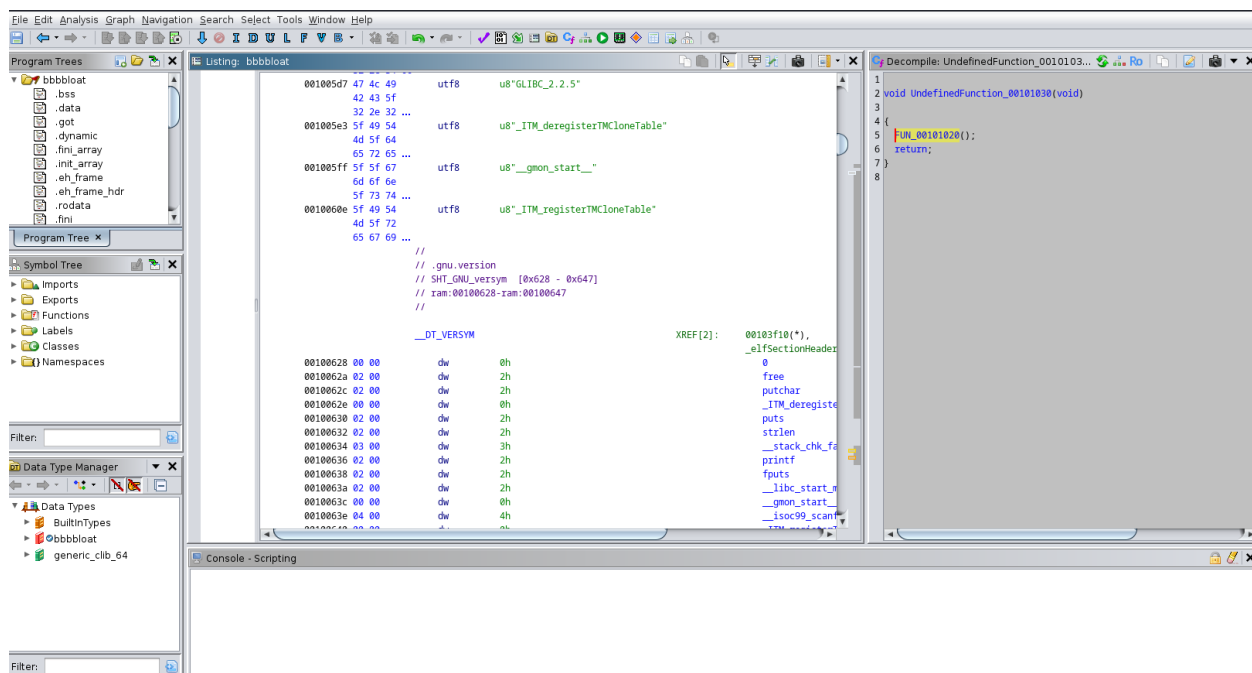 File Edit Analysis Graph Navigation Search Select Tools Window Help
I D U L F V B
Program Trees
bbbbloat
.bss
.data
.got
.dynamic
.fini_array
.init_array
.eh_frame
.eh_frame_hdr
.rodata
.fini
Program Tree ×
Symbol Tree
Imports
Exports
Functions
Labels
Classes
Namespaces
Filter:
Data Type Manager
Data Types
BuiltInTypes
bbbbloat
generic_clib_64
Filter:
Listing: bbbbloat
001005d7 47 4c 49 utf8 u8"GLIBC_2.2.5"
42 43 5f
32 2e 32 ...
001005e3 5f 49 54 utf8 u8"_ITM_deregisterTMCloneTable"
4d 5f 64
65 72 65 ...
001005ff 5f 5f 67 utf8 u8"__gmon_start__"
6d 6f 6e
5f 73 74 ...
0010060e 5f 49 54 utf8 u8"_ITM_registerTMCloneTable"
4d 5f 72
65 67 69 ...
//
// .gnu.version
// SHT_GNU_versym [0x628 - 0x647]
// ram:00100628-ram:00100647
//
__DT_VERSYM XREF[2]: 00103f10(*),
_elfSectionHeader
00100628 00 00 dw 0h 0
0010062a 02 00 dw 2h free
0010062c 02 00 dw 2h putchar
0010062e 00 00 dw 0h _ITM_deregiste
00100630 02 00 dw 2h puts
00100632 02 00 dw 2h strlen
00100634 03 00 dw 3h __stack_chk_fa
00100636 02 00 dw 2h printf
00100638 02 00 dw 2h fputs
0010063a 02 00 dw 2h __libc_start_m
0010063c 00 00 dw 0h __gmon_start__
0010063e 04 00 dw 4h __isoc99_scanf
Decompile: UndefinedFunction_0010103...
Ro
1
2 void UndefinedFunction_00101030(void)
3
4 {
5 FUN_00101020();
6 return;
7 }
8
Console - Scripting